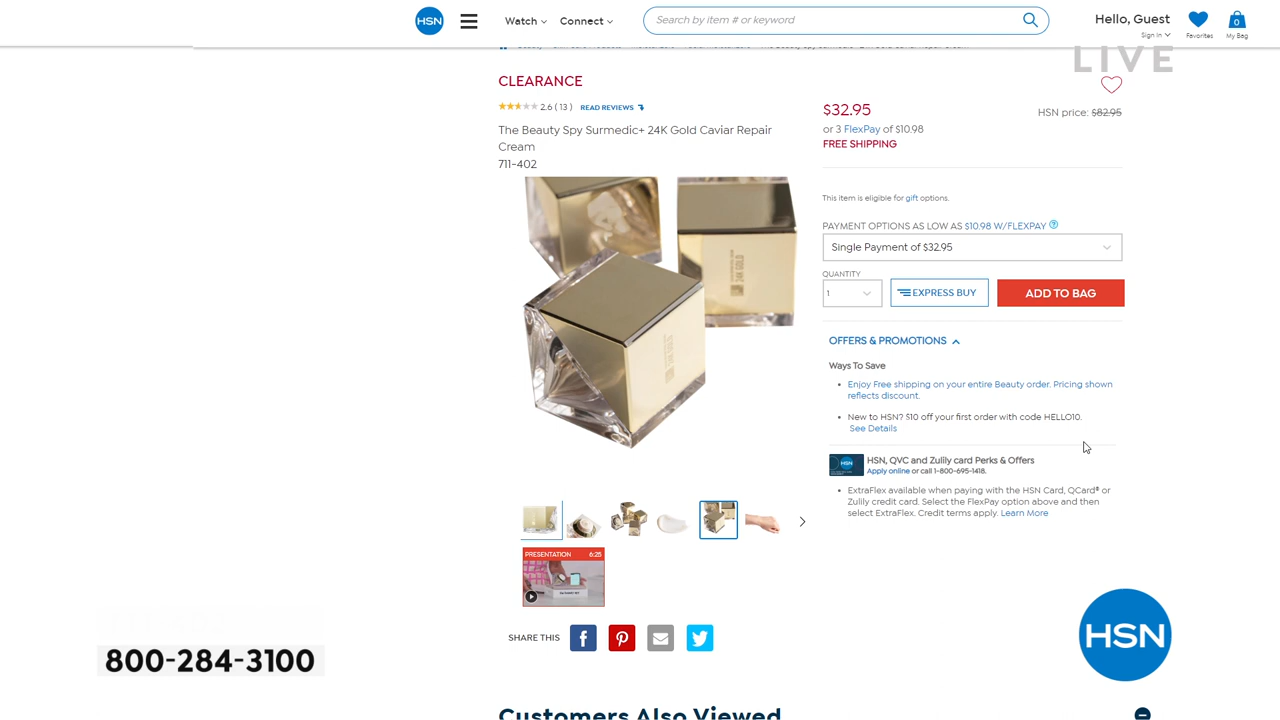 HSN
Watch
Connect
Search by item # or keyword
Hello, Guest
Sign in
Favorites
0
My Bag
LIVE
CLEARANCE
2.6 ( 13 ) READ REVIEWS
The Beauty Spy Surmedic+ 24K Gold Caviar Repair
Cream
711-402
24K GOLD
24K GOLD
$32.95
HSN price: $82.95
or 3 FlexPay of $10.98
FREE SHIPPING
This item is eligible for gift options.
PAYMENT OPTIONS AS LOW AS $10.98 W/FLEXPAY ?
Single Payment of $32.95
QUANTITY
1
EXPRESS BUY
ADD TO BAG
OFFERS & PROMOTIONS
Ways To Save
• Enjoy Free shipping on your entire Beauty order. Pricing shown
reflects discount.
• New to HSN? $10 off your first order with code HELLO10.
See Details
HSN
HSN, QVC and Zulily card Perks & Offers
Apply online or call 1-800-695-1418.
• ExtraFlex available when paying with the HSN Card, QCard® or
Zulily credit card. Select the FlexPay option above and then
select ExtraFlex. Credit terms apply. Learn More
PRESENTATION 6:25
SHARE THIS
800-284-3100
HSN
Customers Also Viewed